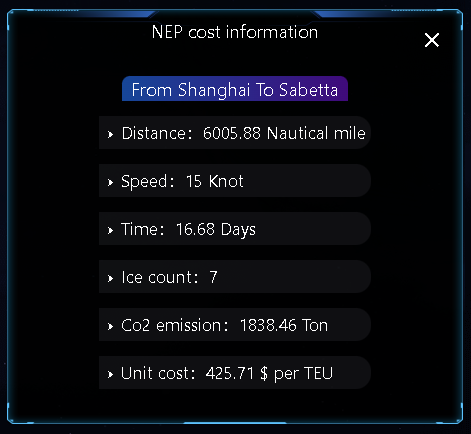 NEP cost information
From Shanghai To Sabetta
Distance: 6005.88 Nautical mile
Speed: 15 Knot
Time: 16.68 Days
Ice count: 7
Co2 emission: 1838.46 Ton
Unit cost: 425.71 $ per TEU